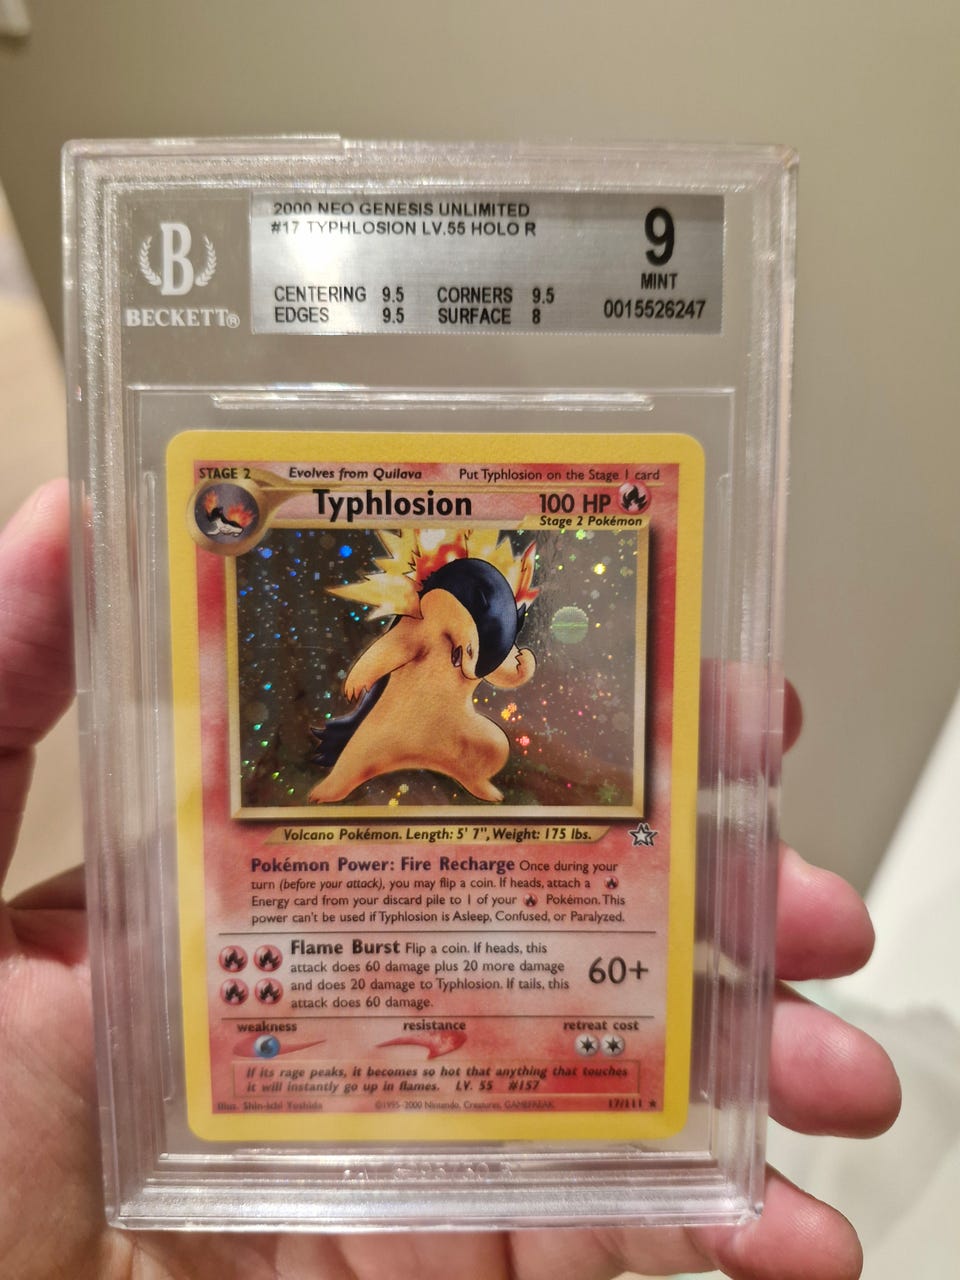 2000 NEO GENESIS UNLIMITED
#17 TYPHLOSION LV.55 HOLO R
9
MINT
CENTERING 9.5 CORNERS 9.5
EDGES 9.5 SURFACE 8
0015526247
B
BECKETT®
STAGE 2 Evolves from Quilava Put Typhlosion on the Stage 1 card
Typhlosion 100 HP
Stage 2 Pokémon
Volcano Pokémon. Length: 5' 7", Weight: 175 lbs.
Pokémon Power: Fire Recharge Once during your
turn (before your attack), you may flip a coin. If heads, attach a
Energy card from your discard pile to 1 of your Pokémon. This
power can't be used if Typhlosion is Asleep, Confused, or Paralyzed.
Flame Burst Flip a coin. If heads, this
attack does 60 damage plus 20 more damage
and does 20 damage to Typhlosion. If tails, this
attack does 60 damage.
60+
weakness resistance retreat cost
If its rage peaks, it becomes so hot that anything that touches
it will instantly go up in flames. LV. 55 #157
Illus. Shin-ichi Yoshida ©1995-2000 Nintendo, Creatures, GAMEFREAK. 17/111 ★